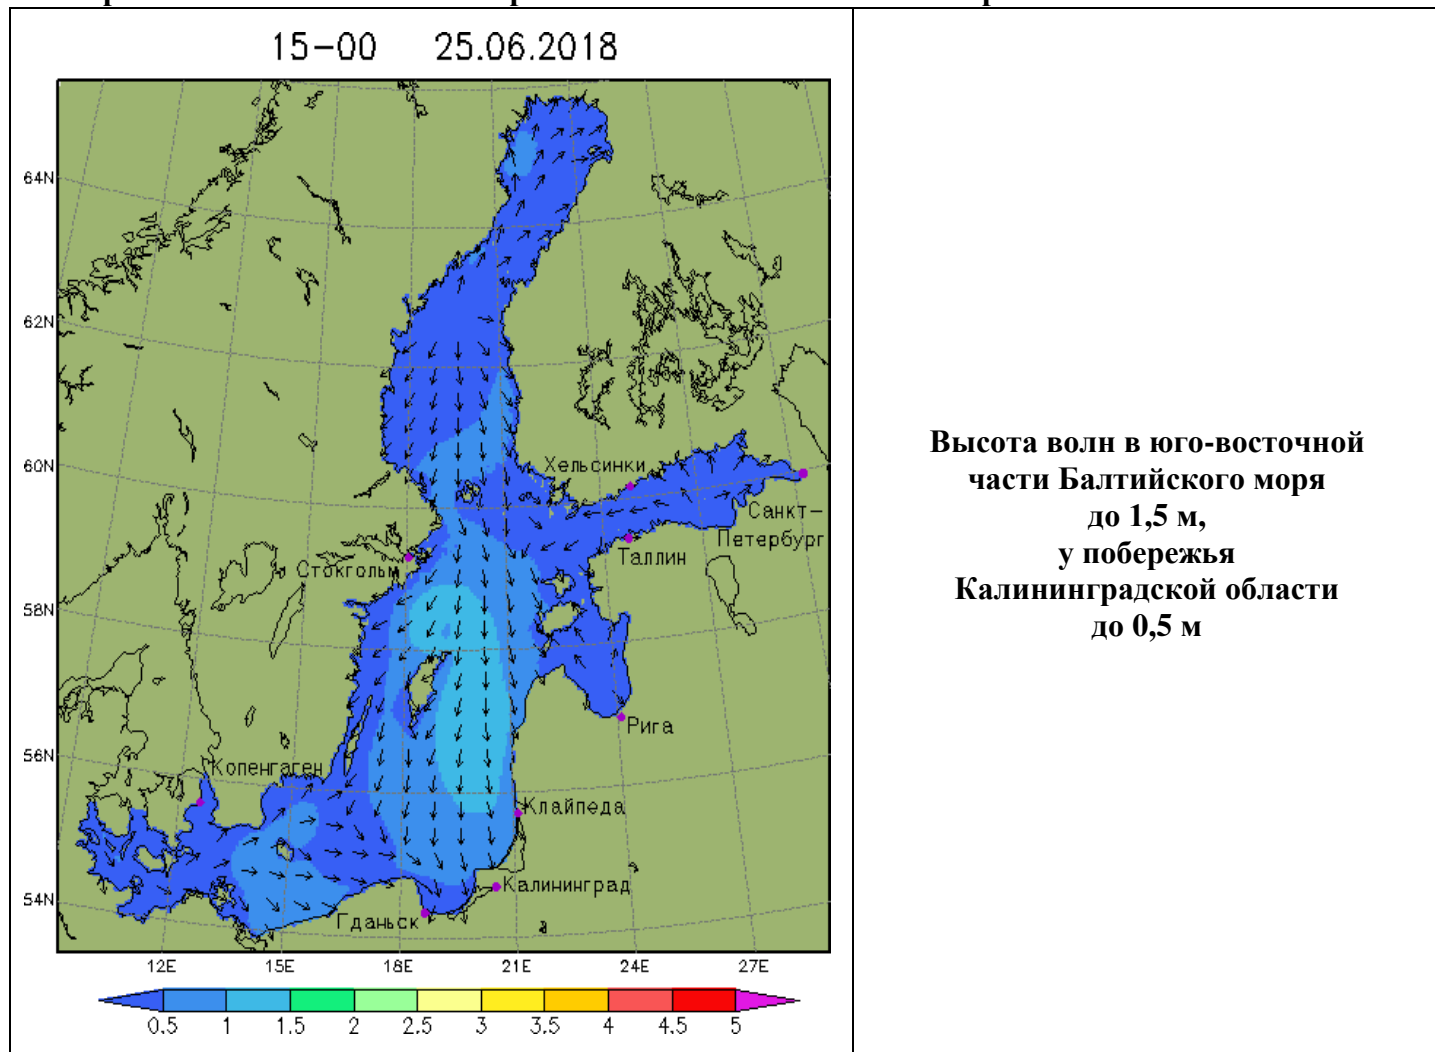 15-00 25.06.2018
64N
62N
60N
58N
56N
54N
Хельсинки
Санкт-
Петербург
Таллин
Стокгольм
Рига
Копенгаген
Клайпеда
Калининград
Гданьск
12E 15E 18E 21E 24E 27E
0.5 1 1.5 2 2.5 3 3.5 4 4.5 5
Высота волн в юго-восточной
части Балтийского моря
до 1,5 м,
у побережья
Калининградской области
до 0,5 м